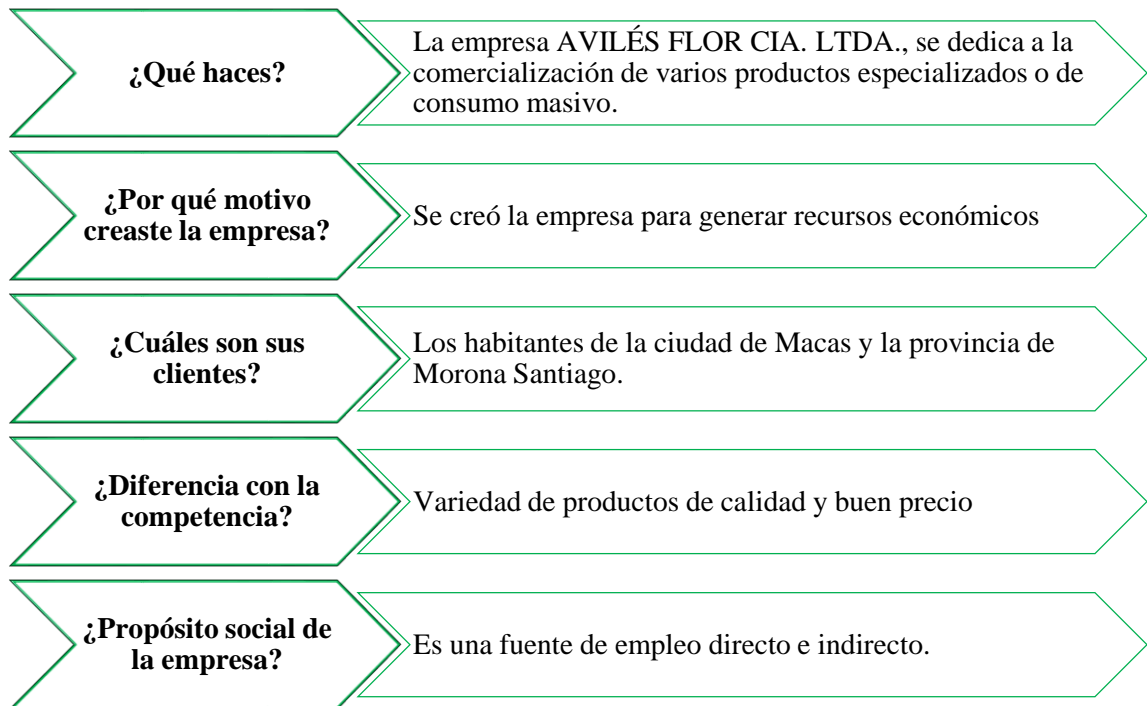 ¿Qué haces?
La empresa AVILÉS FLOR CIA. LTDA., se dedica a la
comercialización de varios productos especializados o de
consumo masivo.
¿Por qué motivo
creaste la empresa?
Se creó la empresa para generar recursos económicos
¿Cuáles son sus
clientes?
Los habitantes de la ciudad de Macas y la provincia de
Morona Santiago.
¿Diferencia con la
competencia?
Variedad de productos de calidad y buen precio
¿Propósito social de
la empresa?
Es una fuente de empleo directo e indirecto.